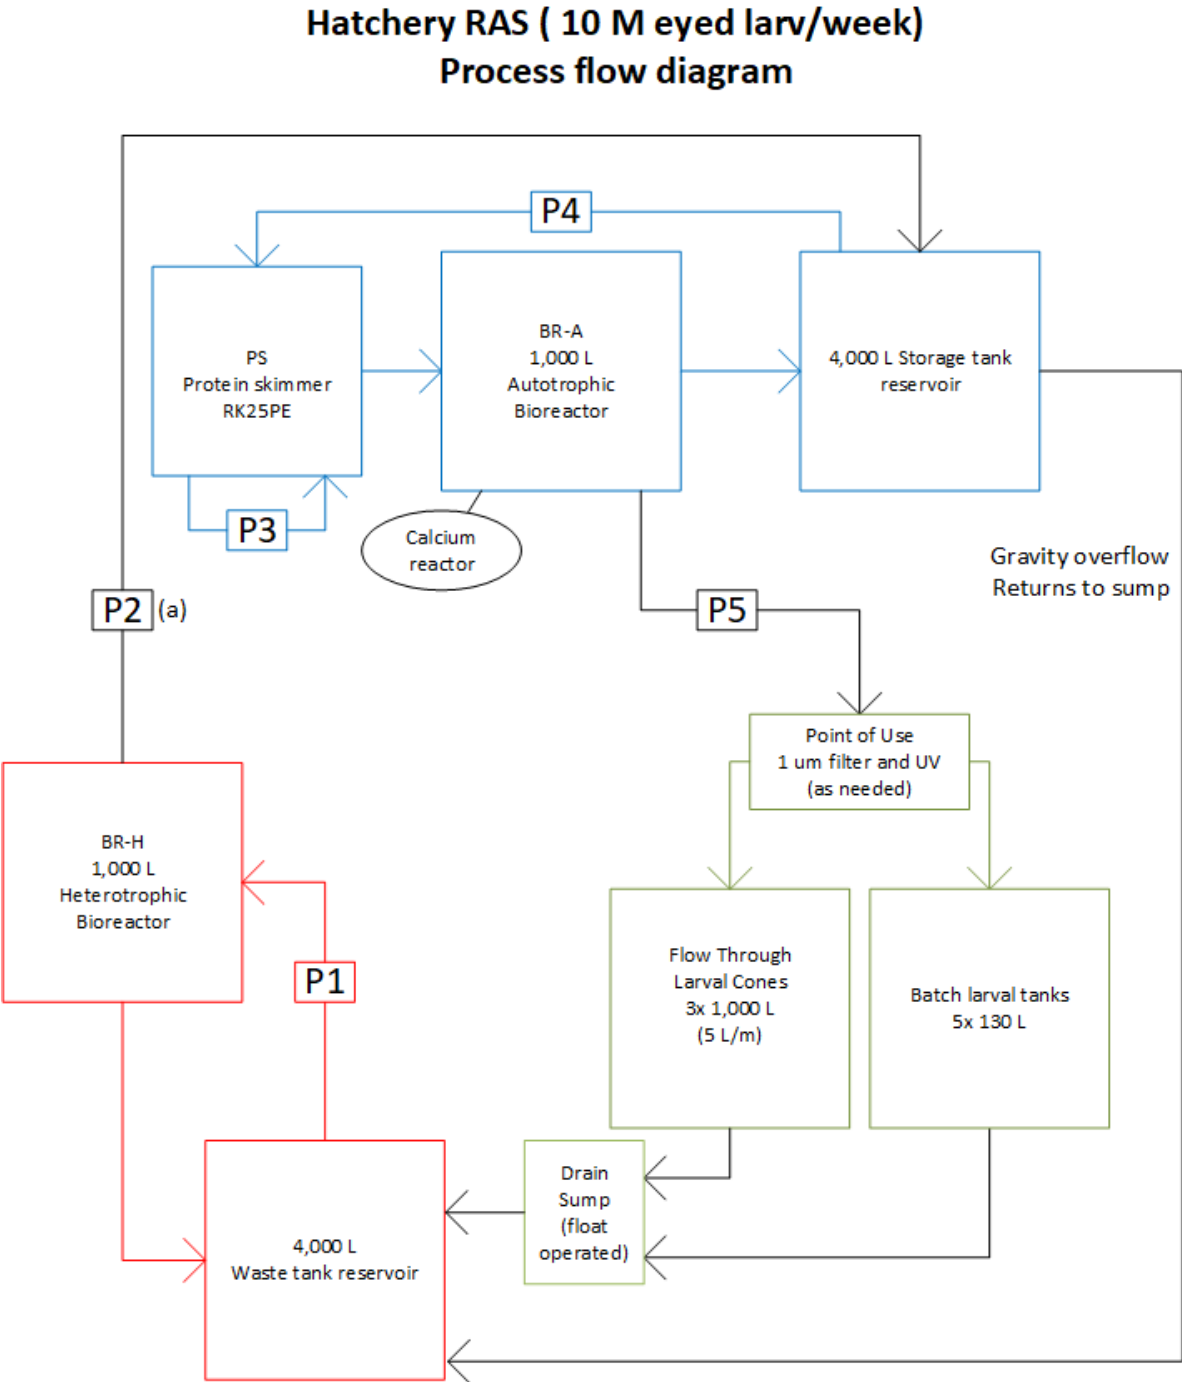 Hatchery RAS ( 10 M eyed larv/week)
Process flow diagram
P4
PS
Protein skimmer
RK25PE
BR-A
1,000 L
Autotrophic
Bioreactor
4,000 L Storage tank
reservoir
P3
Calcium
reactor
Gravity overflow
Returns to sump
P2 (a)
P5
Point of Use
1 um filter and UV
(as needed)
BR-H
1,000 L
Heterotrophic
Bioreactor
P1
Flow Through
Larval Cones
3x 1,000 L
(5 L/m)
Batch larval tanks
5x 130 L
Drain
Sump
(float
operated)
4,000 L
Waste tank reservoir